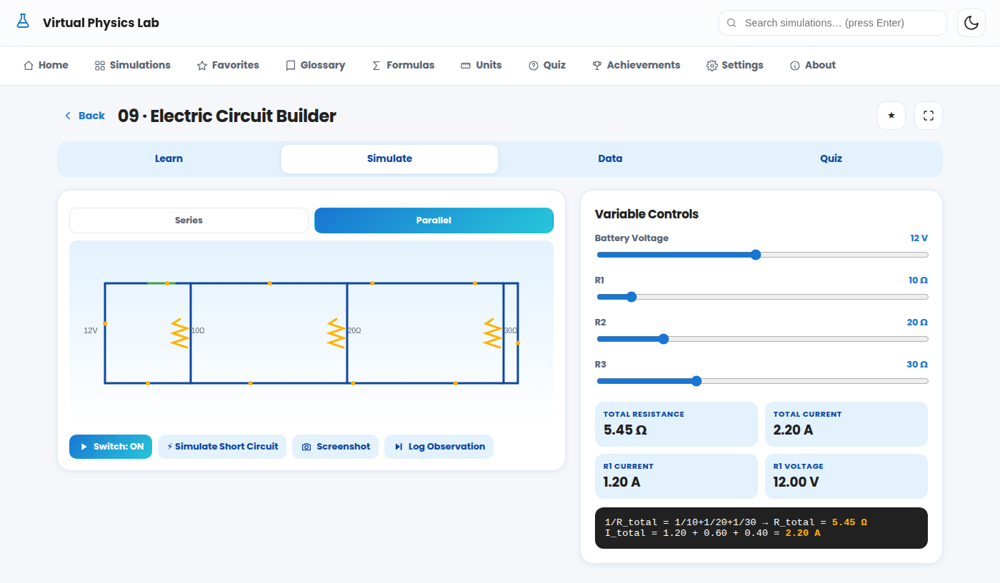 Virtual Physics Lab
Search simulations… (press Enter)
Home Simulations Favorites Glossary Formulas Units Quiz Achievements Settings About
Back 09 · Electric Circuit Builder ★
Learn Simulate Data Quiz
Series Parallel
12V 10Ω 20Ω 30Ω
Switch: ON ⚡ Simulate Short Circuit Screenshot Log Observation
Variable Controls
Battery Voltage 12 V
R1 10 Ω
R2 20 Ω
R3 30 Ω
TOTAL RESISTANCE
5.45 Ω
TOTAL CURRENT
2.20 A
R1 CURRENT
1.20 A
R1 VOLTAGE
12.00 V
1/R_total = 1/10+1/20+1/30 → R_total = 5.45 Ω
I_total = 1.20 + 0.60 + 0.40 = 2.20 A